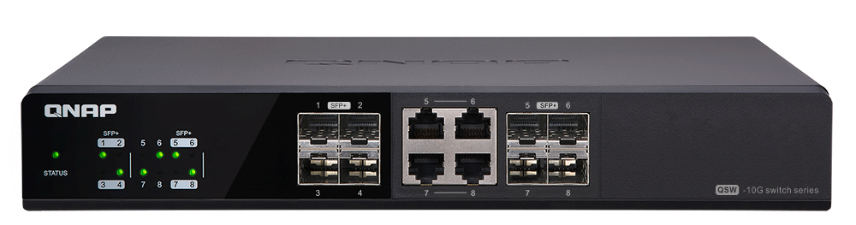 QNAP
SFP+ SFP+
1 2 5 6 5 6
STATUS
3 4 7 8 7 8
1 SFP+ 2
3 4
5 6
7 8
5 SFP+ 6
7 8
QSW -10G switch series